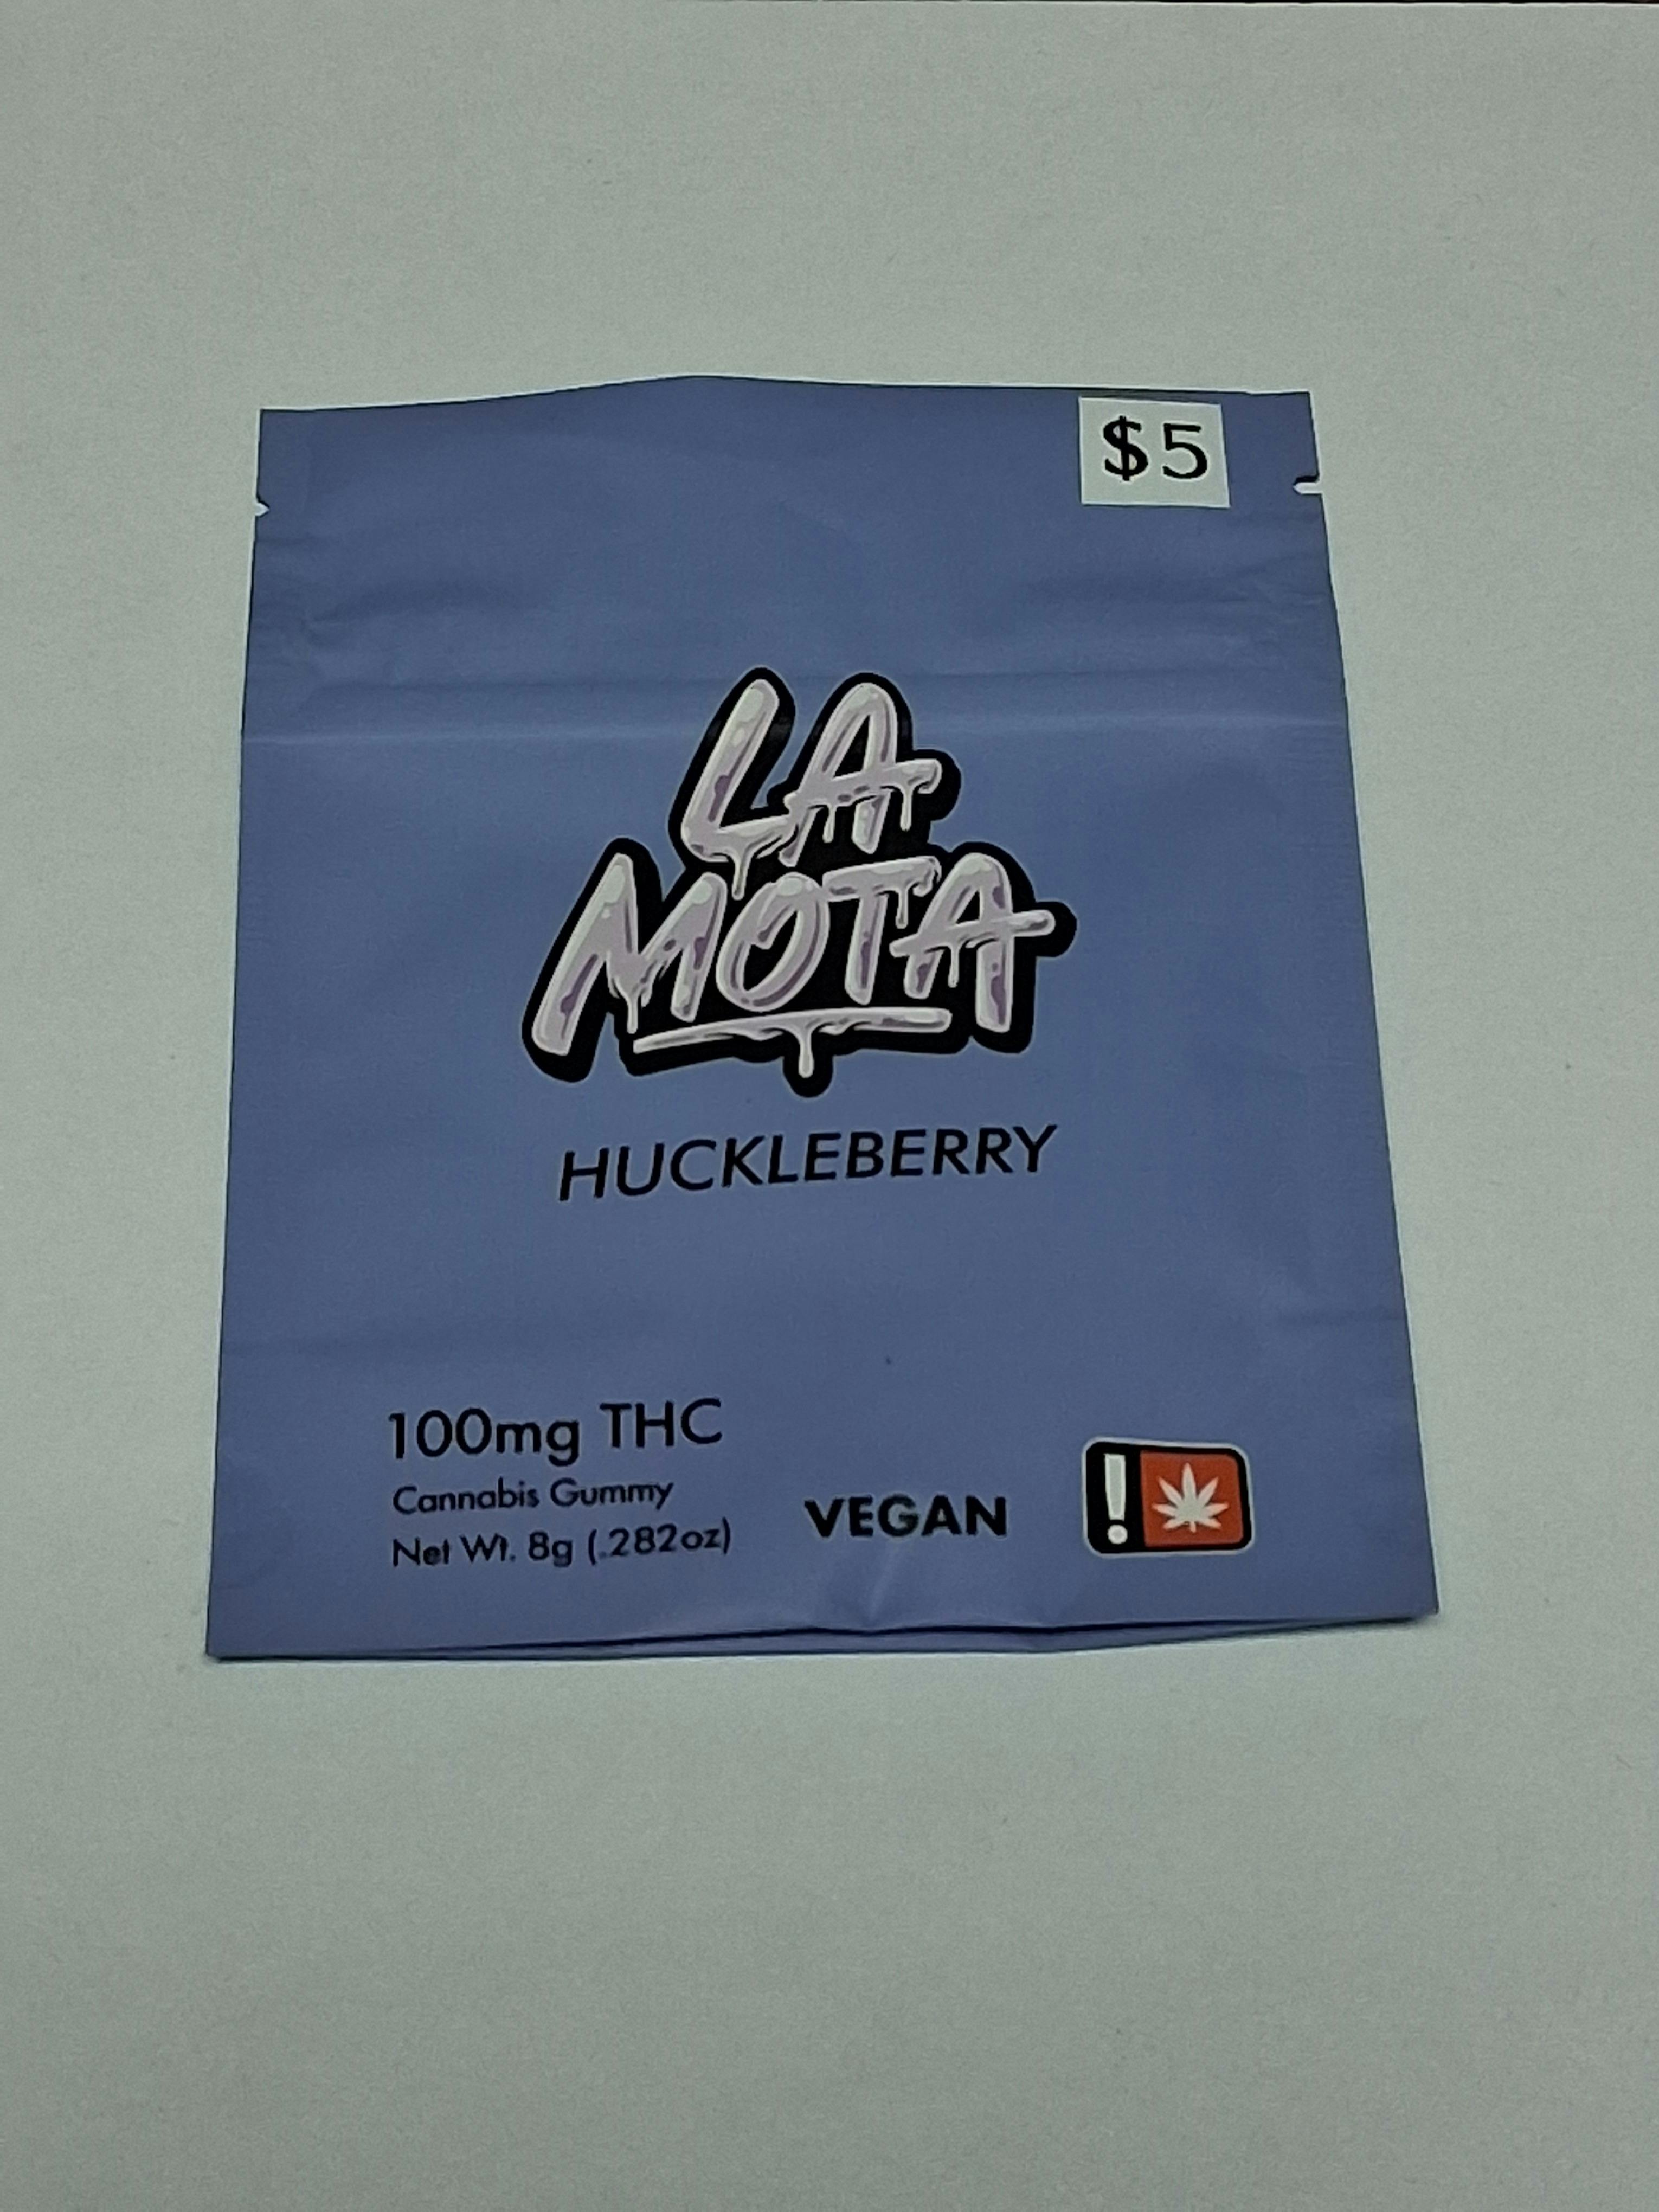 $5
LA
MOTA
HUCKLEBERRY
100mg THC
Cannabis Gummy
Net Wt. 8g (.282oz)
VEGAN
!